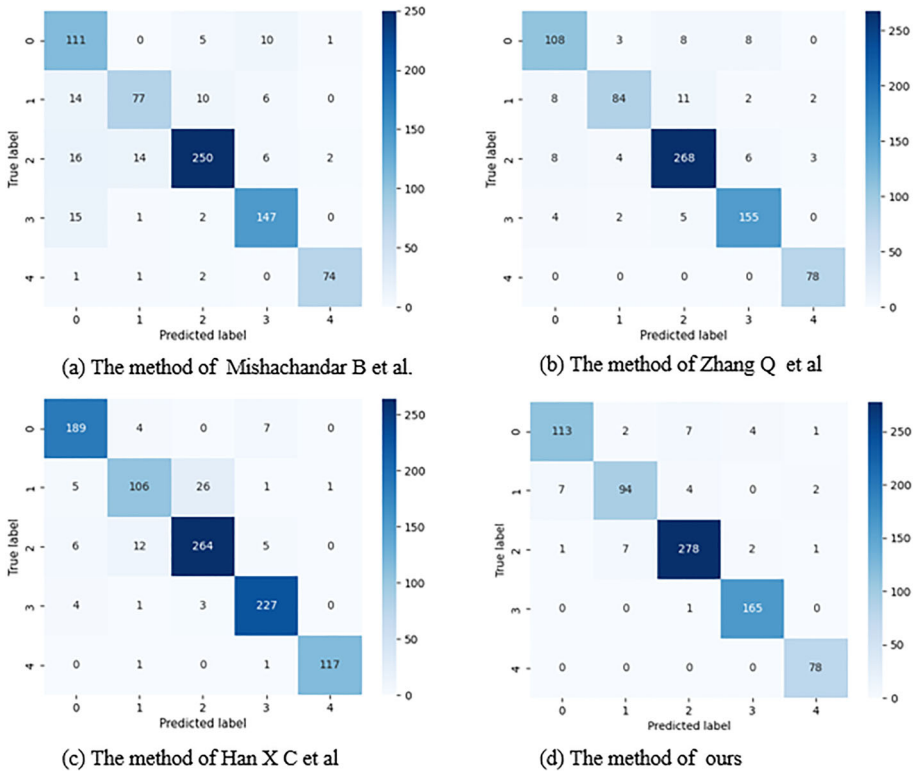 250
0 111 0 5 10 1
200
1 14 77 10 6 0
150
True label
2 16 14 250 6 2
100
3 15 1 2 147 0
50
4 1 1 2 0 74
0
0 1 2 3 4
Predicted label
(a) The method of Mishachandar B et al.
250
0 108 3 8 8 0
200
1 8 84 11 2 2
150
True label
2 8 4 268 6 3
100
3 4 2 5 155 0
50
4 0 0 0 0 78
0
0 1 2 3 4
Predicted label
(b) The method of Zhang Q et al
250
0 189 4 0 7 0
200
1 5 106 26 1 1
150
True label
2 6 12 264 5 0
100
3 4 1 3 227 0
50
4 0 1 0 1 117
0
0 1 2 3 4
Predicted label
(c) The method of Han X C et al
250
0 113 2 7 4 1
200
1 7 94 4 0 2
150
True label
2 1 7 278 2 1
100
3 0 0 1 165 0
50
4 0 0 0 0 78
0
0 1 2 3 4
Predicted label
(d) The method of ours